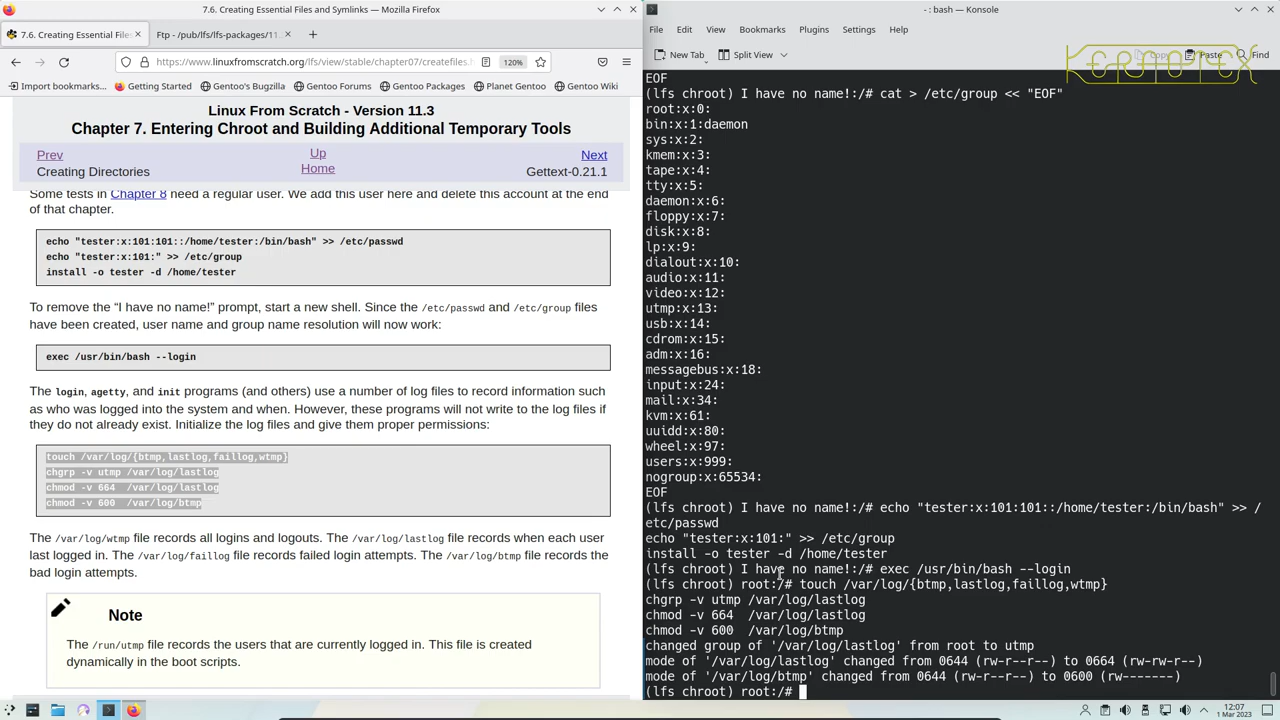 7.6. Creating Essential Files and Symlinks — Mozilla Firefox
7.6. Creating Essential Files
Ftp - /pub/lfs/lfs-packages/11.
https://www.linuxfromscratch.org/lfs/view/stable/chapter07/createfiles.h
120%
Import bookmarks...
Getting Started
Gentoo's Bugzilla
Gentoo Forums
Gentoo Packages
Planet Gentoo
Gentoo Wiki
Linux From Scratch - Version 11.3
Chapter 7. Entering Chroot and Building Additional Temporary Tools
Prev
Up
Next
Creating Directories
Home
Gettext-0.21.1
Some tests in Chapter 8 need a regular user. We add this user here and delete this account at the end
of that chapter.
echo "tester:x:101:101::/home/tester:/bin/bash" >> /etc/passwd
echo "tester:x:101:" >> /etc/group
install -o tester -d /home/tester
To remove the “I have no name!” prompt, start a new shell. Since the /etc/passwd and /etc/group files
have been created, user name and group name resolution will now work:
exec /usr/bin/bash --login
The login, agetty, and init programs (and others) use a number of log files to record information such
as who was logged into the system and when. However, these programs will not write to the log files if
they do not already exist. Initialize the log files and give them proper permissions:
touch /var/log/{btmp,lastlog,faillog,wtmp}
chgrp -v utmp /var/log/lastlog
chmod -v 664  /var/log/lastlog
chmod -v 600  /var/log/btmp
The /var/log/wtmp file records all logins and logouts. The /var/log/lastlog file records when each user
last logged in. The /var/log/faillog file records failed login attempts. The /var/log/btmp file records the
bad login attempts.
Note
The /run/utmp file records the users that are currently logged in. This file is created
dynamically in the boot scripts.
- : bash — Konsole
File
Edit
View
Bookmarks
Plugins
Settings
Help
New Tab
Split View
Copy
Paste
Find
KERNOTEX
EOF
(lfs chroot) I have no name!:/# cat > /etc/group << "EOF"
root:x:0:
bin:x:1:daemon
sys:x:2:
kmem:x:3:
tape:x:4:
tty:x:5:
daemon:x:6:
floppy:x:7:
disk:x:8:
lp:x:9:
dialout:x:10:
audio:x:11:
video:x:12:
utmp:x:13:
usb:x:14:
cdrom:x:15:
adm:x:16:
messagebus:x:18:
input:x:24:
mail:x:34:
kvm:x:61:
uuidd:x:80:
wheel:x:97:
users:x:999:
nogroup:x:65534:
EOF
(lfs chroot) I have no name!:/# echo "tester:x:101:101::/home/tester:/bin/bash" >> /
etc/passwd
echo "tester:x:101:" >> /etc/group
install -o tester -d /home/tester
(lfs chroot) I have no name!:/# exec /usr/bin/bash --login
(lfs chroot) root:/# touch /var/log/{btmp,lastlog,faillog,wtmp}
chgrp -v utmp /var/log/lastlog
chmod -v 664  /var/log/lastlog
chmod -v 600  /var/log/btmp
changed group of '/var/log/lastlog' from root to utmp
mode of '/var/log/lastlog' changed from 0644 (rw-r--r--) to 0664 (rw-rw-r--)
mode of '/var/log/btmp' changed from 0644 (rw-r--r--) to 0600 (rw-------)
(lfs chroot) root:/#
12:07
1 Mar 2023